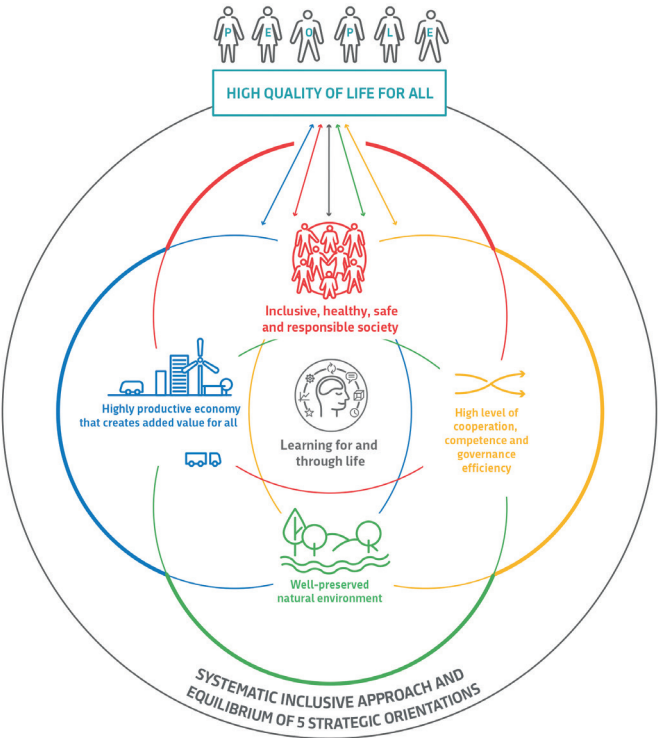 P E O P L E
HIGH QUALITY OF LIFE FOR ALL
Inclusive, healthy, safe
and responsible society
Highly productive economy
that creates added value for all
High level of
cooperation,
competence and
governance
efficiency
Learning for and
through life
Well-preserved
natural environment
SYSTEMATIC INCLUSIVE APPROACH AND
EQUILIBRIUM OF 5 STRATEGIC ORIENTATIONS